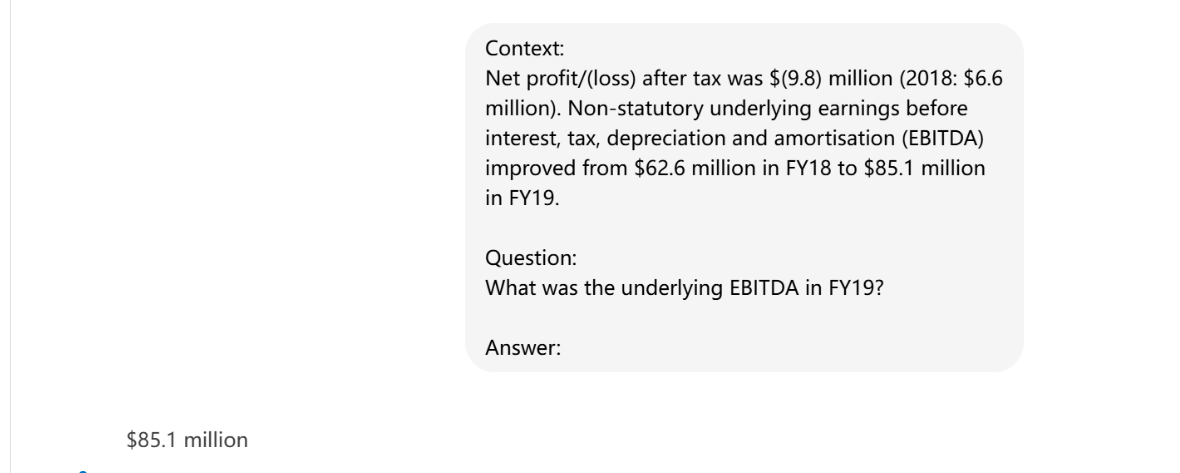 Context:
Net profit/(loss) after tax was $(9.8) million (2018: $6.6
million). Non-statutory underlying earnings before
interest, tax, depreciation and amortisation (EBITDA)
improved from $62.6 million in FY18 to $85.1 million
in FY19.
Question:
What was the underlying EBITDA in FY19?
Answer:
$85.1 million